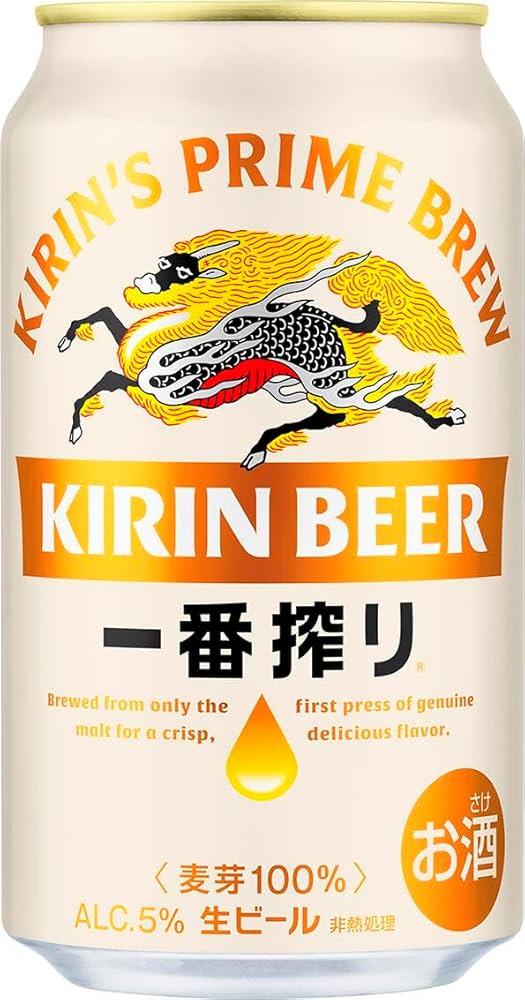 KIRIN'S PRIME BREW
KIRIN BEER
一番搾り®
Brewed from only the first press of genuine
malt for a crisp, delicious flavor.
さけ
お酒
〈麦芽100%〉
ALC.5% 生ビール 非熱処理